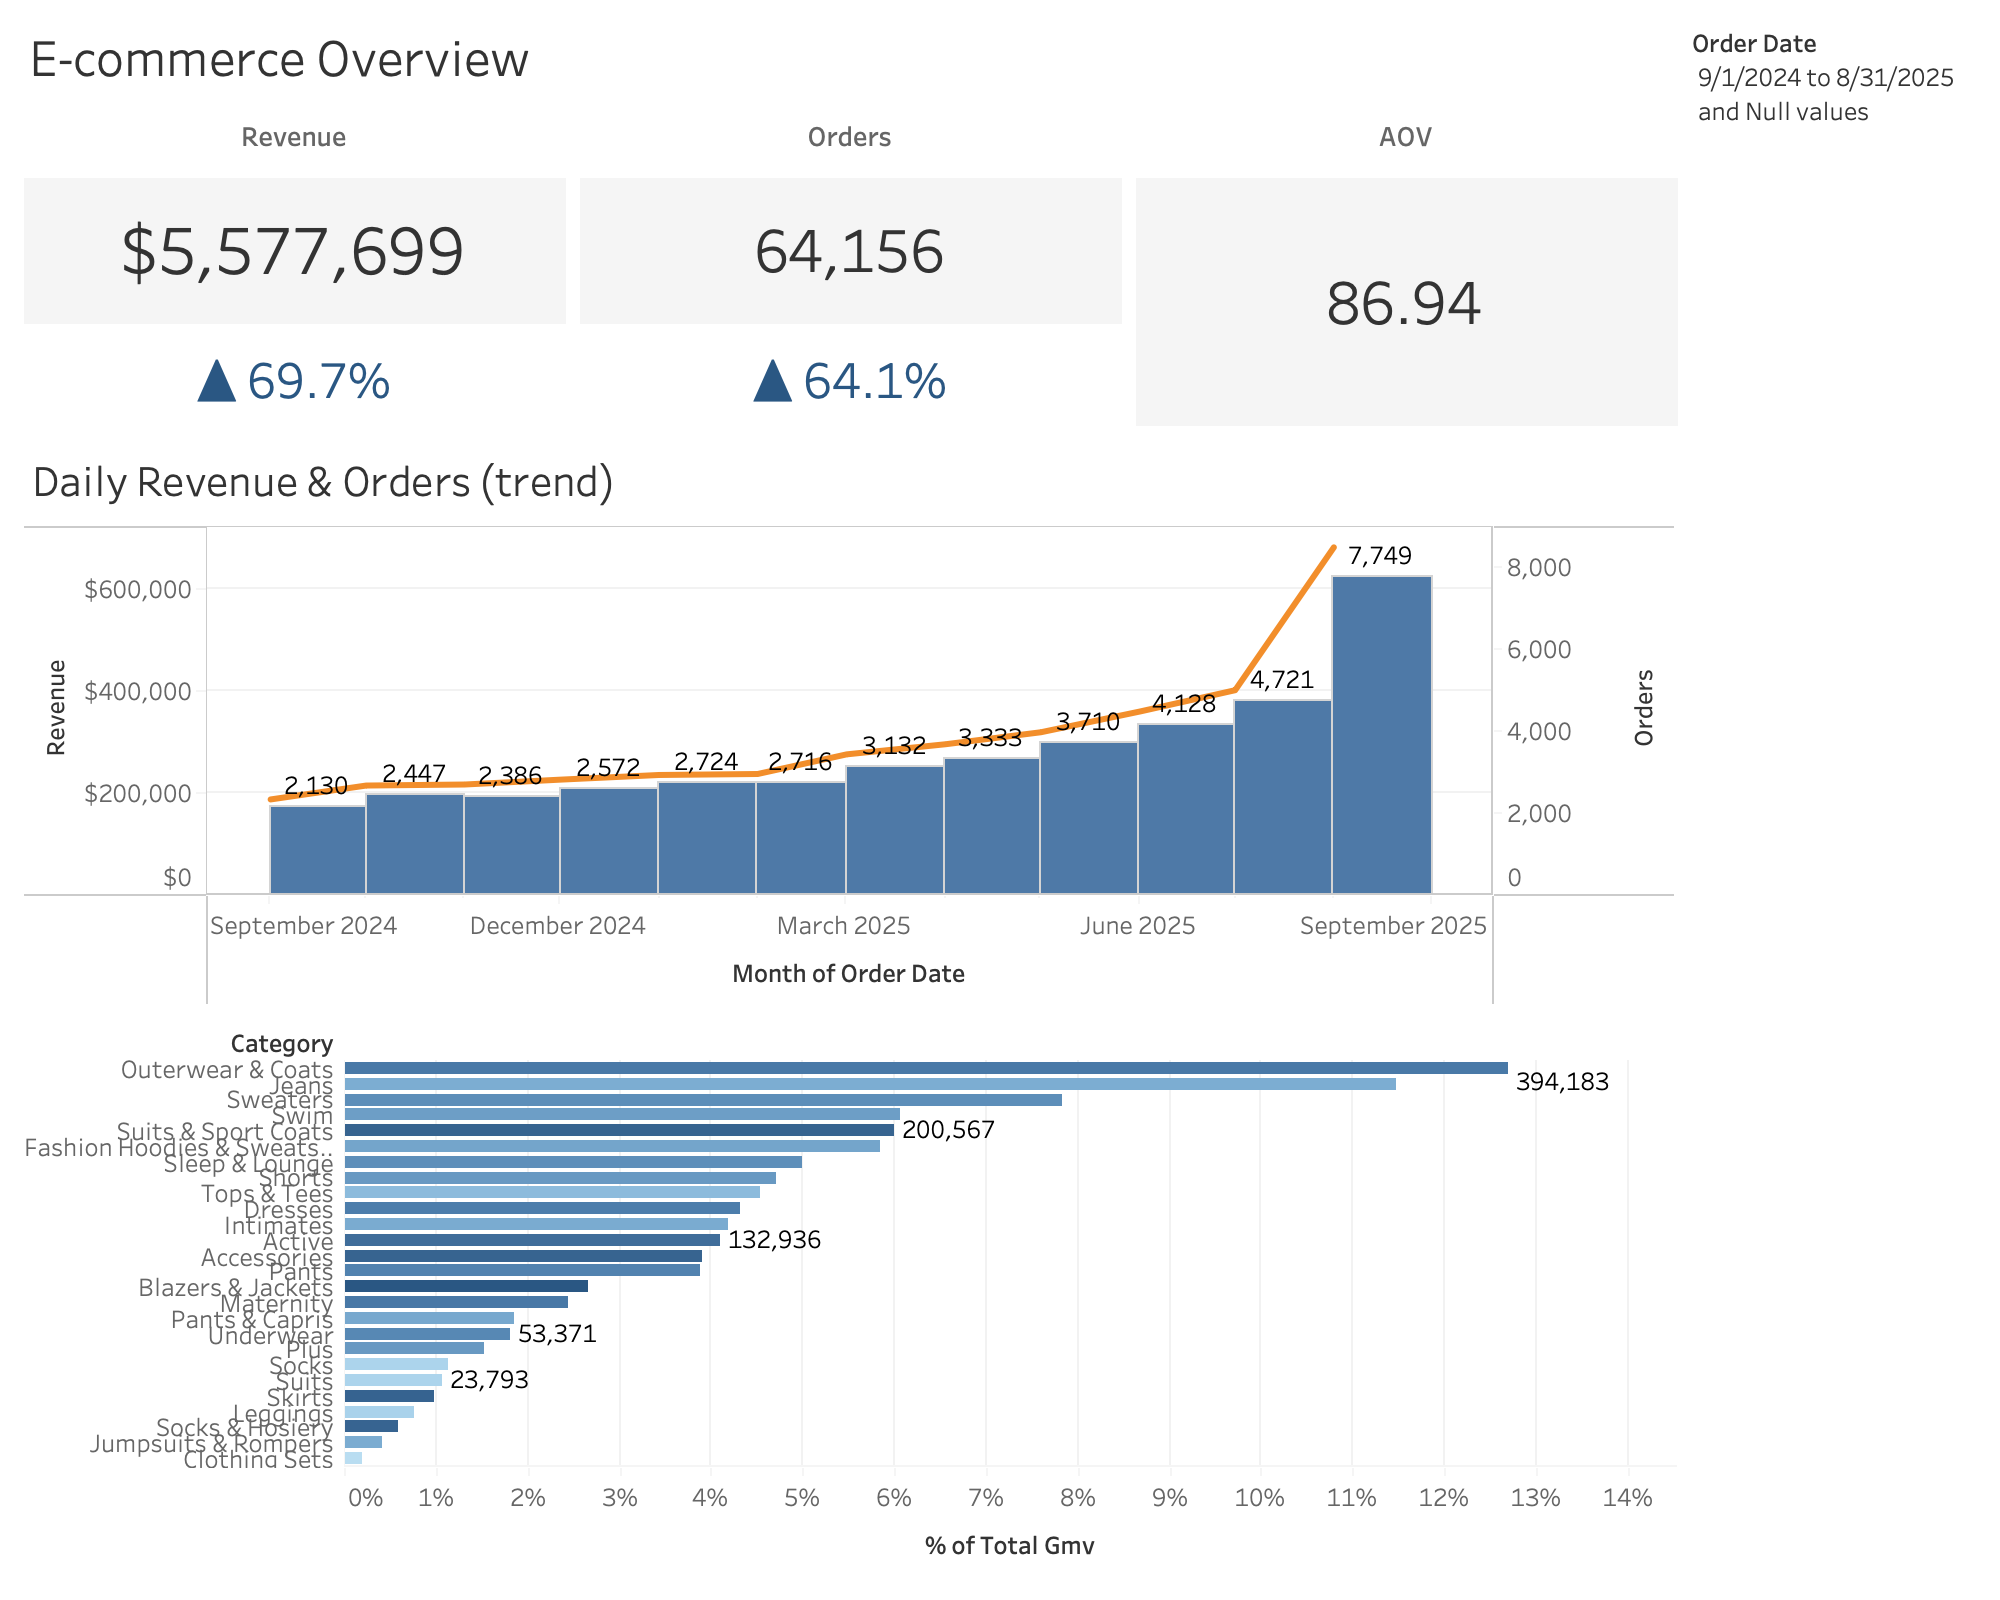 E-commerce Overview
Order Date
9/1/2024 to 8/31/2025
and Null values
Revenue
Orders
AOV
$5,577,699
64,156
86.94
▲ 69.7%
▲ 64.1%
Daily Revenue & Orders (trend)
Revenue
$600,000
$400,000
$200,000
$0
2,130
2,447
2,386
2,572
2,724
2,716
3,132
3,333
3,710
4,128
4,721
7,749
8,000
6,000
4,000
2,000
0
Orders
September 2024
December 2024
March 2025
June 2025
September 2025
Month of Order Date
Category
Outerwear & Coats
Jeans
394,183
Sweaters
Swim
Suits & Sport Coats
200,567
Fashion Hoodies & Sweats..
Sleep & Lounge
Shorts
Tops & Tees
Dresses
Intimates
Active
132,936
Accessories
Pants
Blazers & Jackets
Maternity
Pants & Capris
Underwear
53,371
Plus
Socks
Suits
23,793
Skirts
Leggings
Socks & Hosiery
Jumpsuits & Rompers
Clothing Sets
0% 1% 2% 3% 4% 5% 6% 7% 8% 9% 10% 11% 12% 13% 14%
% of Total Gmv